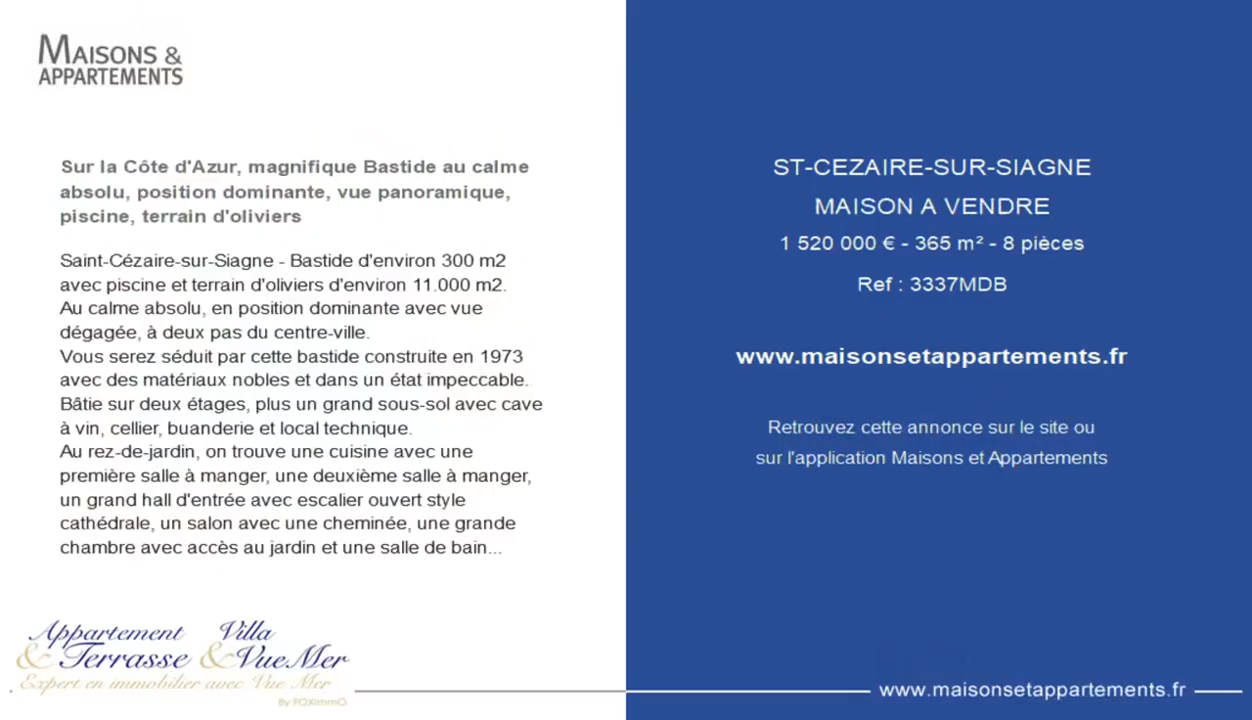 MAISONS &
APPARTEMENTS
Sur la Côte d'Azur, magnifique Bastide au calme
absolu, position dominante, vue panoramique,
piscine, terrain d'oliviers
Saint-Cézaire-sur-Siagne - Bastide d'environ 300 m2
avec piscine et terrain d'oliviers d'environ 11.000 m2.
Au calme absolu, en position dominante avec vue
dégagée, à deux pas du centre-ville.
Vous serez séduit par cette bastide construite en 1973
avec des matériaux nobles et dans un état impeccable.
Bâtie sur deux étages, plus un grand sous-sol avec cave
à vin, cellier, buanderie et local technique.
Au rez-de-jardin, on trouve une cuisine avec une
première salle à manger, une deuxième salle à manger,
un grand hall d'entrée avec escalier ouvert style
cathédrale, un salon avec une cheminée, une grande
chambre avec accès au jardin et une salle de bain...
Appartement Villa
& Terrasse & Vue Mer
Expert en immobilier avec Vue Mer
By FOXImmO
ST-CEZAIRE-SUR-SIAGNE
MAISON A VENDRE
1 520 000 € - 365 m² - 8 pièces
Ref : 3337MDB
www.maisonsetappartements.fr
Retrouvez cette annonce sur le site ou
sur l'application Maisons et Appartements
www.maisonsetappartements.fr